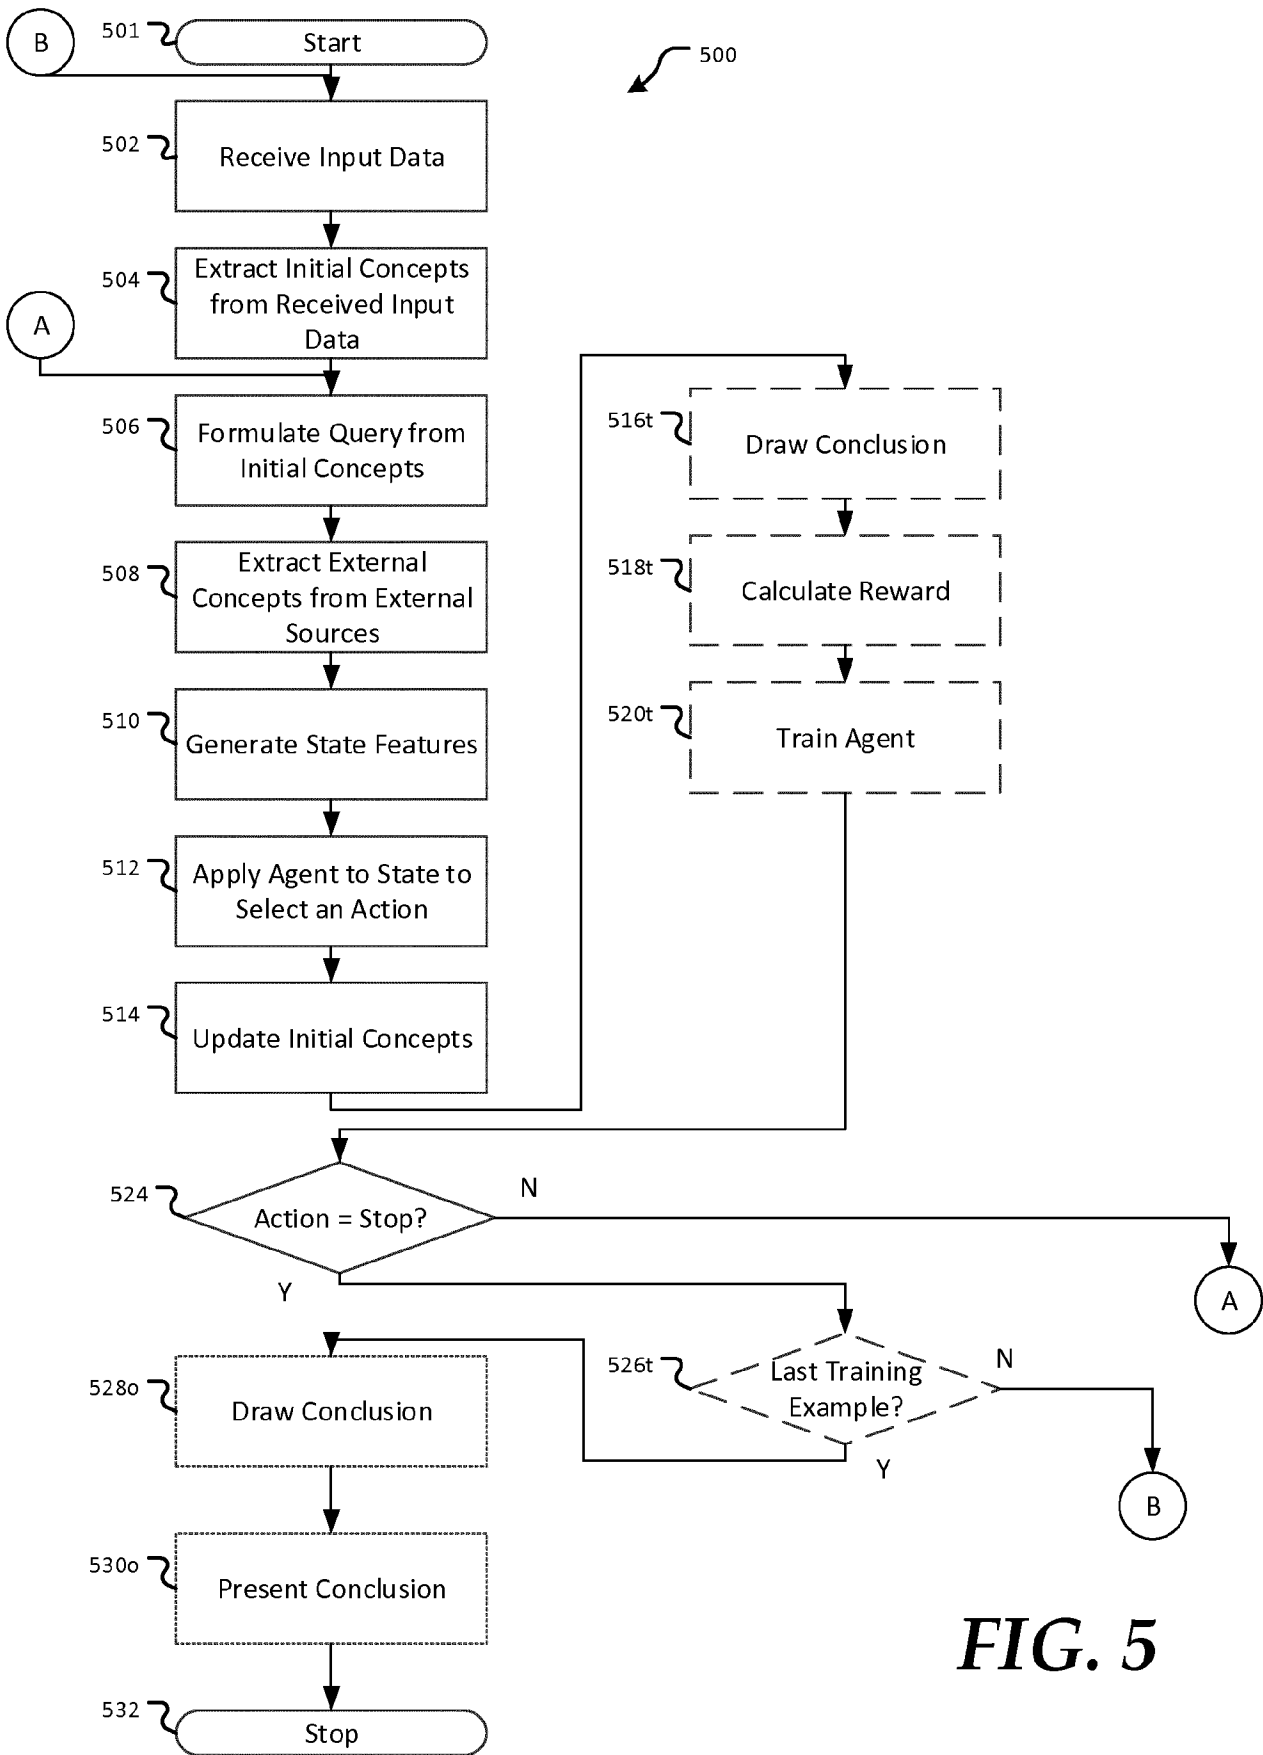 B
501
Start
500
502
Receive Input Data
504
Extract Initial Concepts
from Received Input
Data
A
506
Formulate Query from
Initial Concepts
508
Extract External
Concepts from External
Sources
510
Generate State Features
512
Apply Agent to State to
Select an Action
514
Update Initial Concepts
516t
Draw Conclusion
518t
Calculate Reward
520t
Train Agent
524
Action = Stop?
N
Y
A
526t
Last Training
Example?
N
Y
B
528o
Draw Conclusion
530o
Present Conclusion
532
Stop
FIG. 5